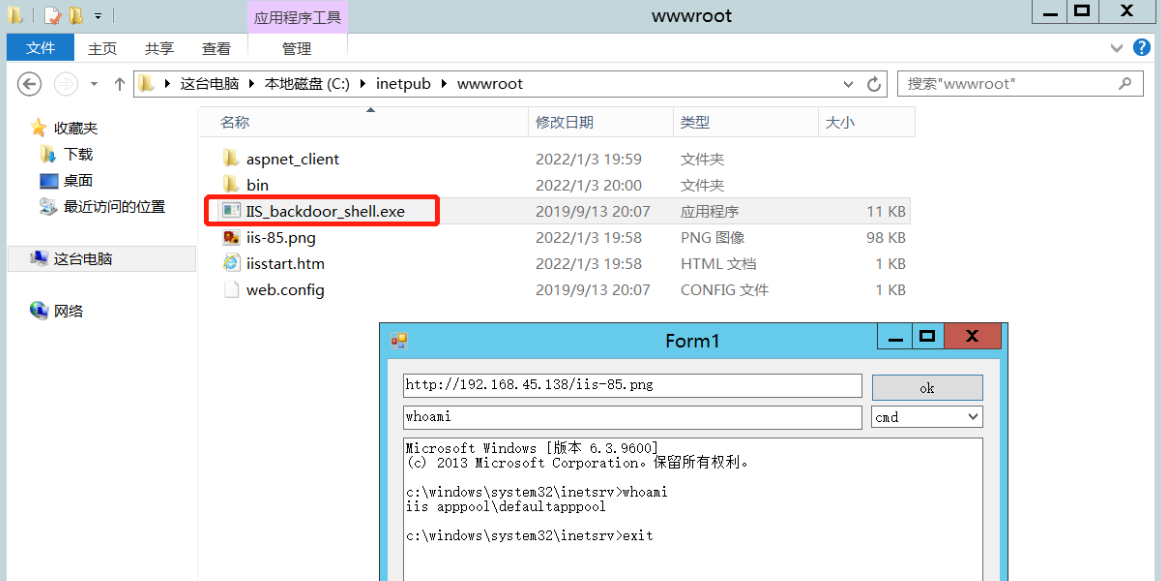 应用程序工具
wwwroot
文件 主页 共享 查看 管理
这台电脑 本地磁盘 (C:) inetpub wwwroot 搜索"wwwroot"
收藏夹
下载
桌面
最近访问的位置
这台电脑
网络
名称 修改日期 类型 大小
aspnet_client 2022/1/3 19:59 文件夹
bin 2022/1/3 20:00 文件夹
IIS_backdoor_shell.exe 2019/9/13 20:07 应用程序 11 KB
iis-85.png 2022/1/3 19:58 PNG 图像 98 KB
iisstart.htm 2022/1/3 19:58 HTML 文档 1 KB
web.config 2019/9/13 20:07 CONFIG 文件 1 KB
Form1
http://192.168.45.138/iis-85.png ok
whoami cmd
Microsoft Windows [版本 6.3.9600]
(c) 2013 Microsoft Corporation。保留所有权利。
c:\windows\system32\inetsrv>whoami
iis apppool\defaultapppool
c:\windows\system32\inetsrv>exit